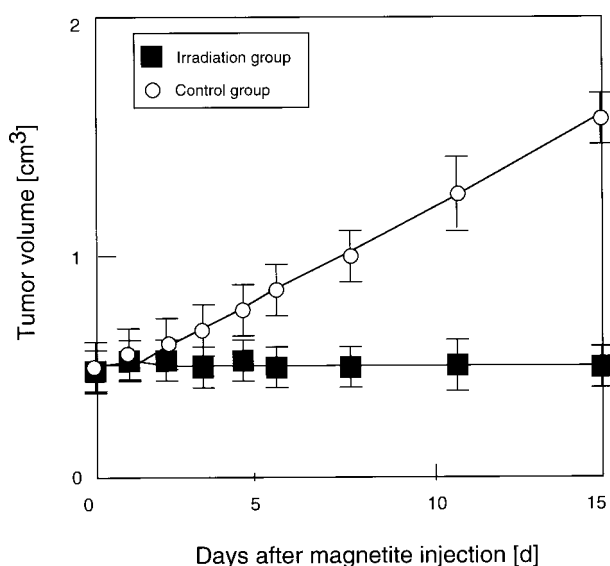 2
Irradiation group
Control group
Tumor volume [cm³]
1
0
0 5 10 15
Days after magnetite injection [d]